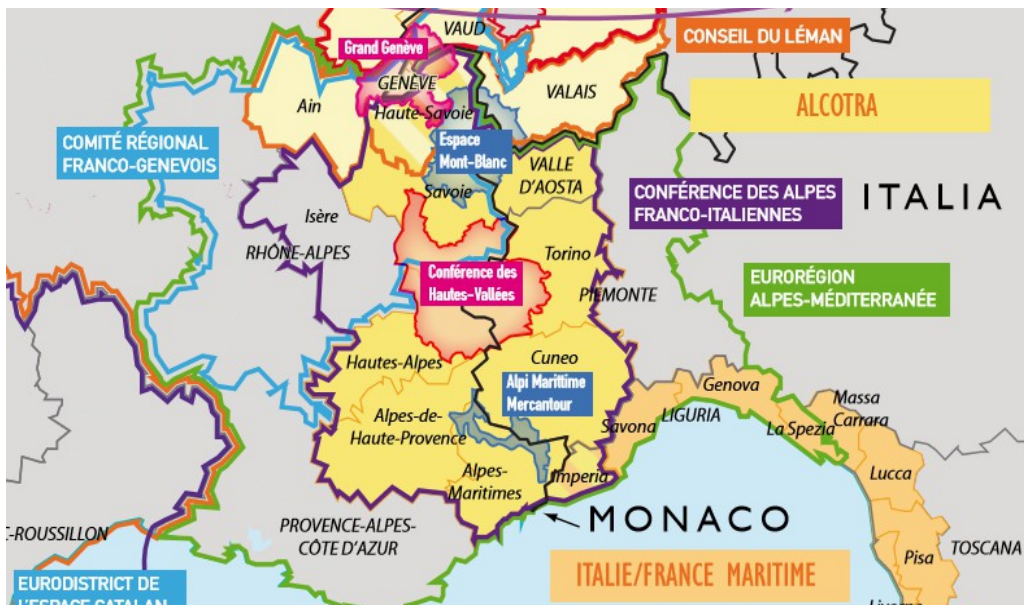 VAUD
Grand Genève
CONSEIL DU LÉMAN
GENÈVE
VALAIS
Ain
ALCOTRA
Haute-Savoie
COMITÉ RÉGIONAL
FRANCO-GENEVOIS
Espace
Mont-Blanc
VALLE
D'AOSTA
Savoie
CONFÉRENCE DES ALPES
FRANCO-ITALIENNES
ITALIA
Isère
RHÔNE-ALPES
Torino
Conférence des
Hautes-Vallées
PIEMONTE
EURORÉGION
ALPES-MÉDITERRANÉE
Hautes-Alpes
Cuneo
Alpi Marittime
Mercantour
Genova
Massa
Carrara
Alpes-de-
Haute-Provence
Savona
LIGURIA
La Spezia
Alpes-
Maritimes
Imperia
Lucca
MONACO
PROVENCE-ALPES-
CÔTE D'AZUR
C-ROUSSILLON
TOSCANA
Pisa
ITALIE/FRANCE MARITIME
EURODISTRICT DE
L'ESPACE CATALAN